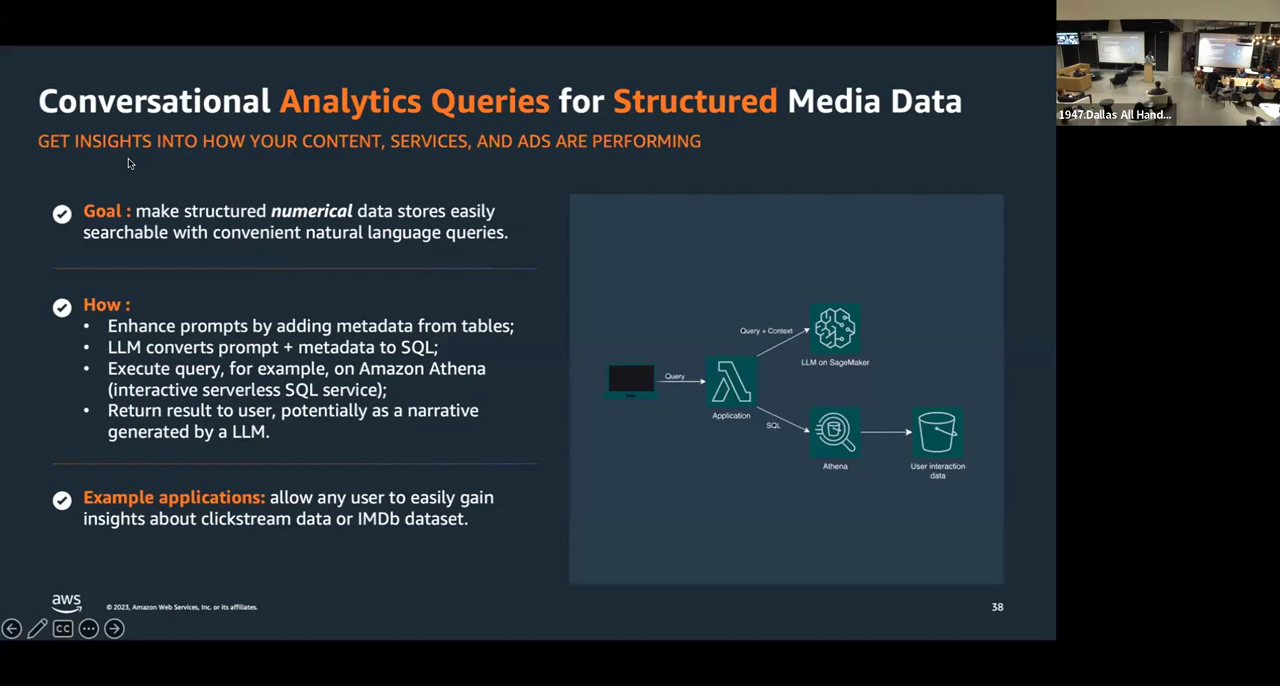 Conversational Analytics Queries for Structured Media Data
GET INSIGHTS INTO HOW YOUR CONTENT, SERVICES, AND ADS ARE PERFORMING
Goal : make structured numerical data stores easily
searchable with convenient natural language queries.
How :
• Enhance prompts by adding metadata from tables;
• LLM converts prompt + metadata to SQL;
• Execute query, for example, on Amazon Athena
(interactive serverless SQL service);
• Return result to user, potentially as a narrative
generated by a LLM.
Example applications: allow any user to easily gain
insights about clickstream data or IMDb dataset.
Query
Application
Query + Context
LLM on SageMaker
SQL
Athena
User interaction
data
aws
© 2023, Amazon Web Services, Inc. or its affiliates.
38
CC
1947.Dallas All Hand...